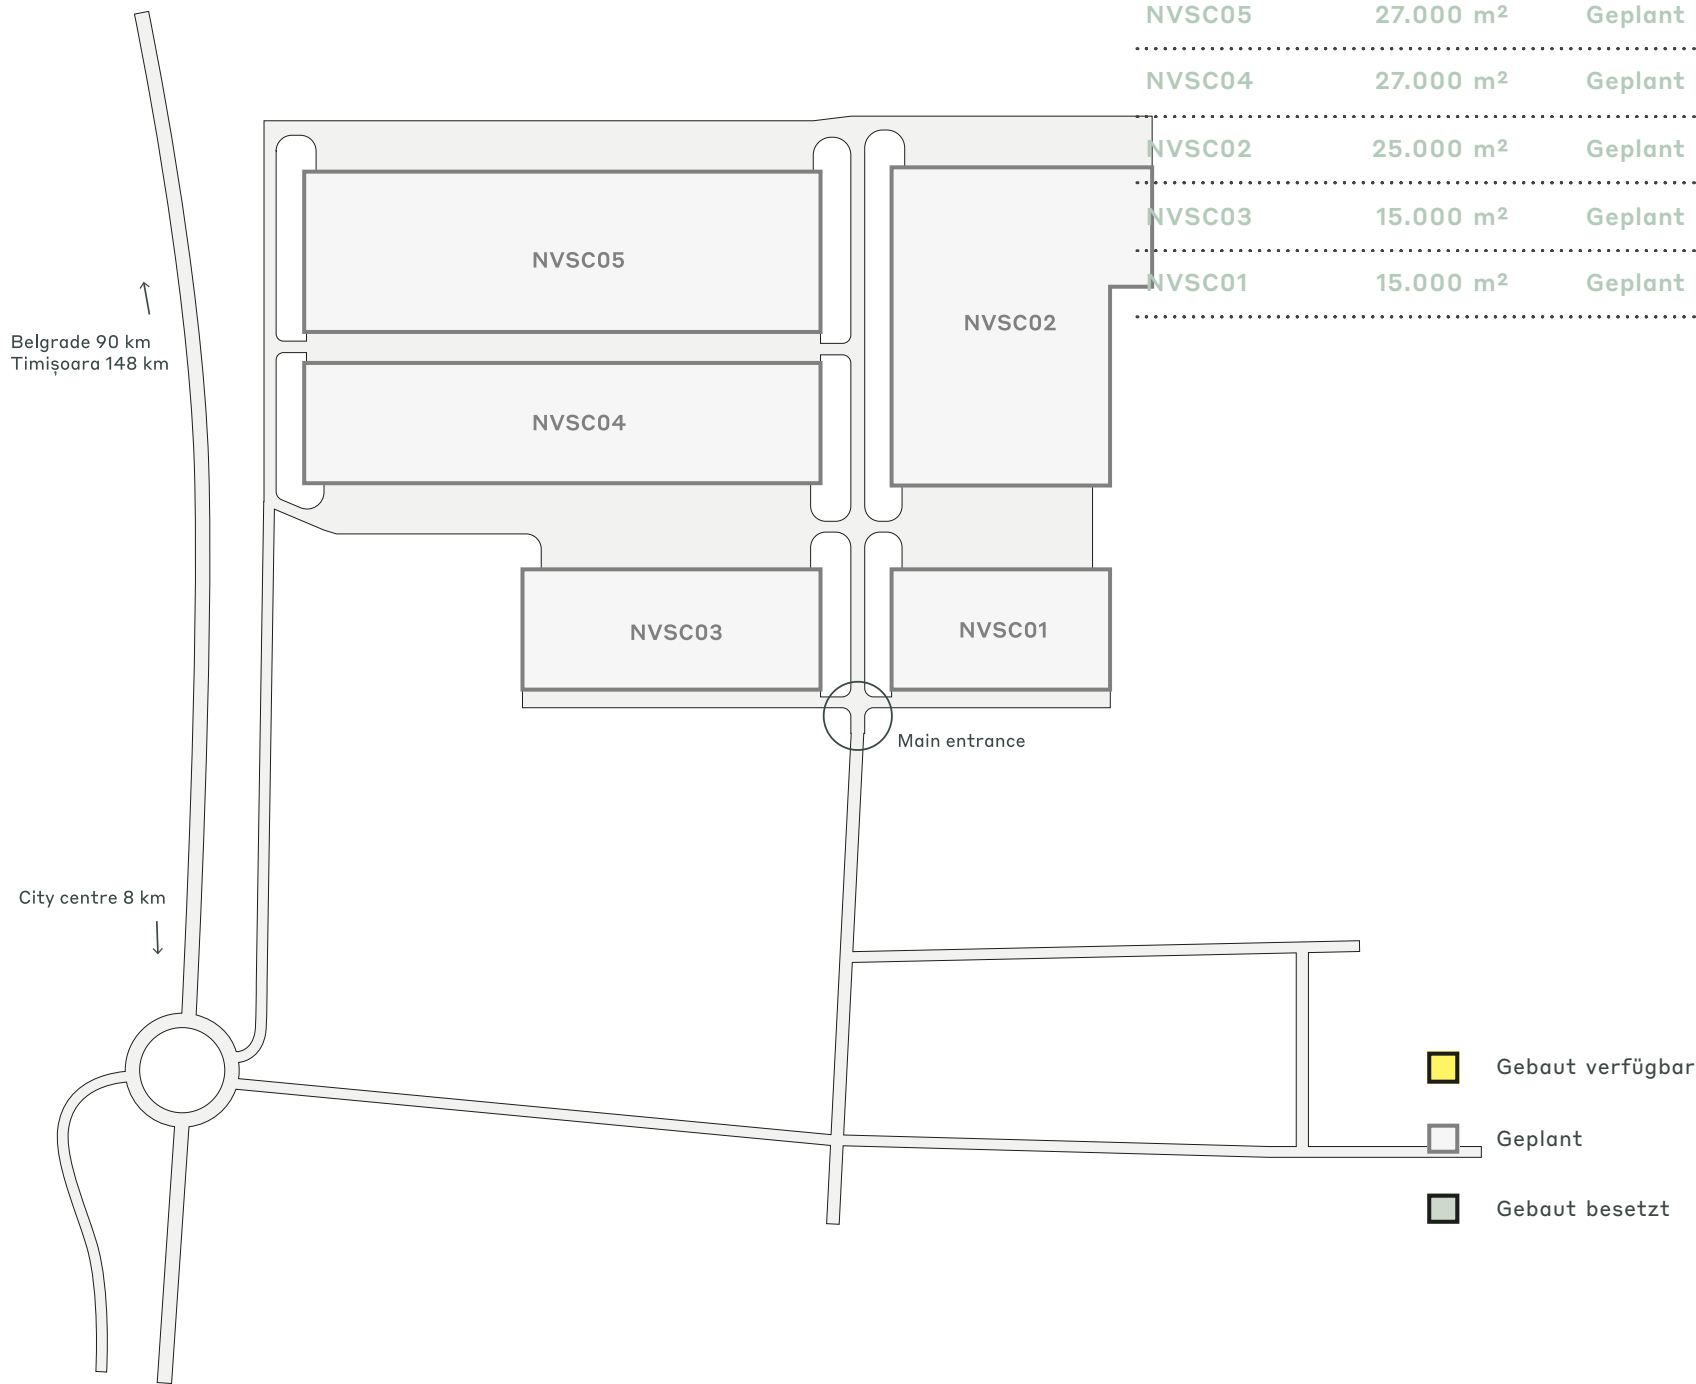 NVSC05 27.000 m² Geplant
NVSC04 27.000 m² Geplant
NVSC02 25.000 m² Geplant
NVSC03 15.000 m² Geplant
NVSC01 15.000 m² Geplant
NVSC05
NVSC02
Belgrade 90 km
Timișoara 148 km
NVSC04
NVSC03
NVSC01
Main entrance
City centre 8 km
Gebaut verfügbar
Geplant
Gebaut besetzt